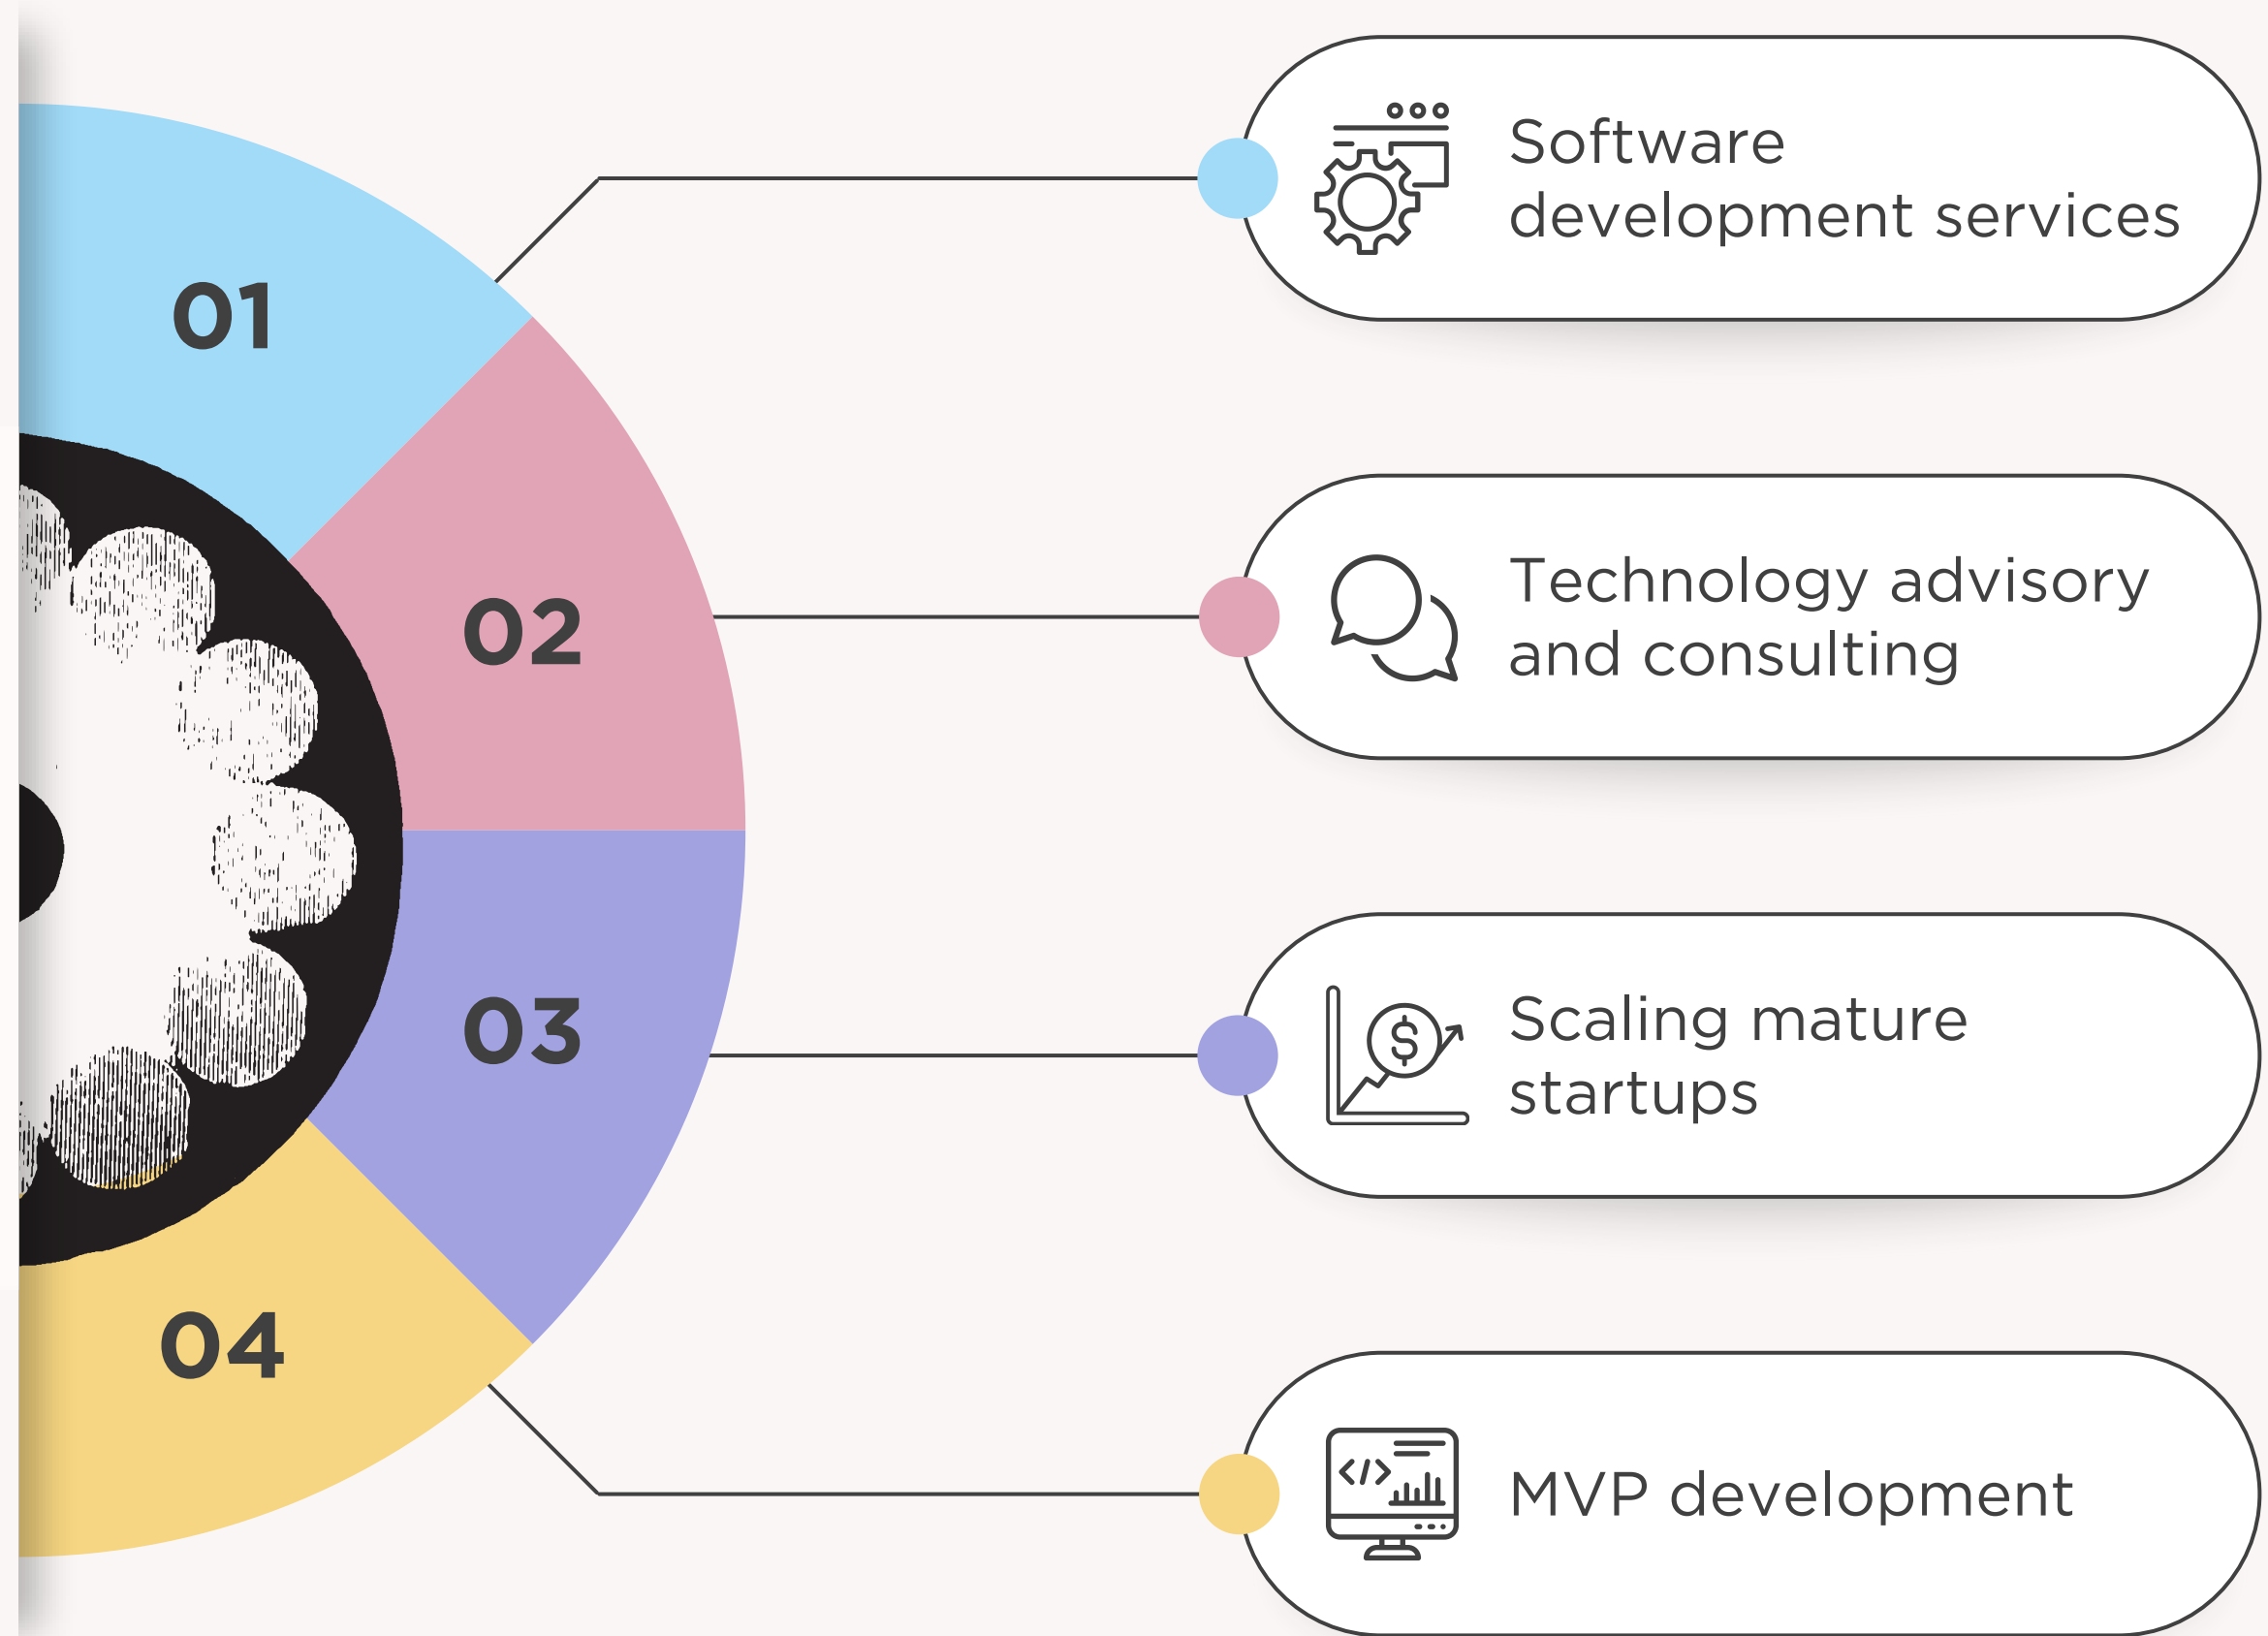 01
Software
development services
02
Technology advisory
and consulting
03
Scaling mature
startups
04
MVP development